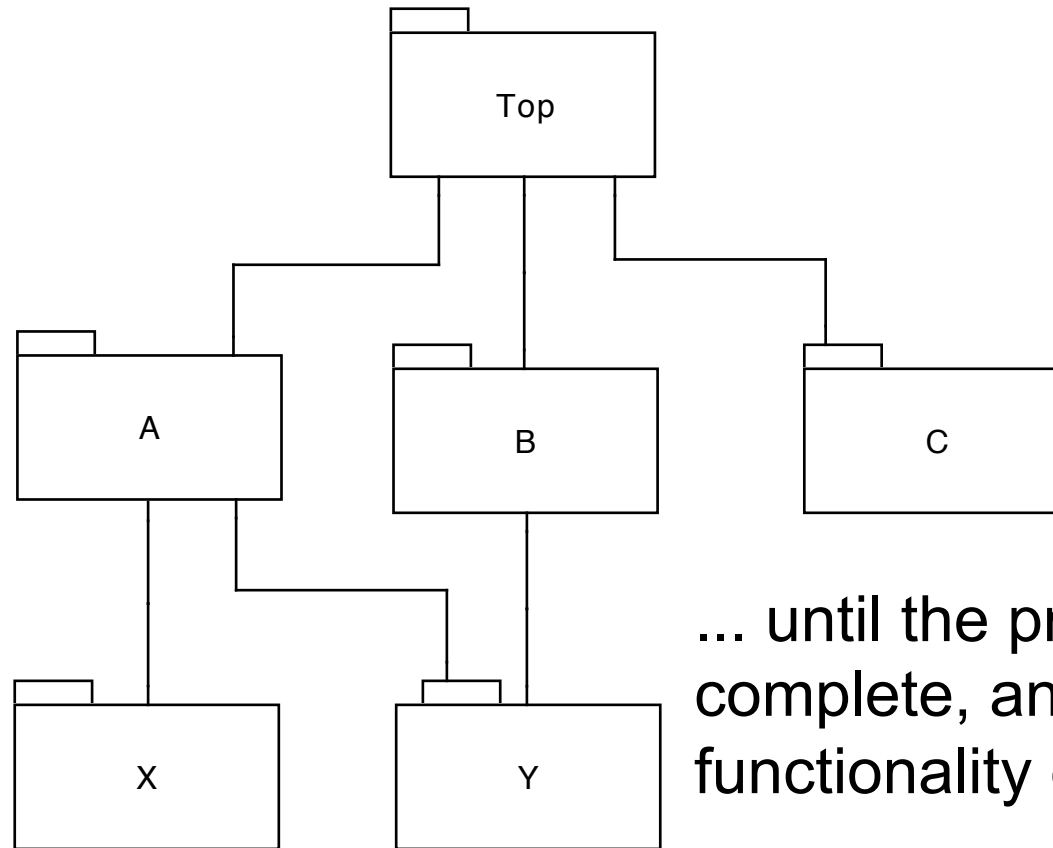 Top
A
B
C
... until the pr
complete, an
functionality
X
Y